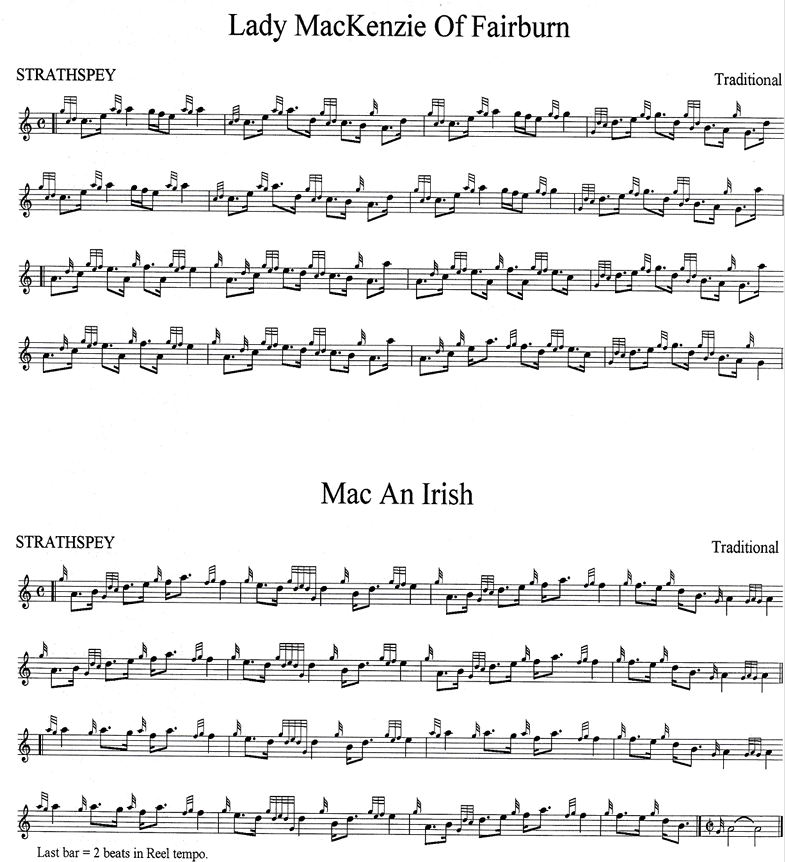 Lady MacKenzie Of Fairburn
STRATHSPEY
Traditional
Mac An Irish
STRATHSPEY
Traditional
Last bar = 2 beats in Reel tempo.